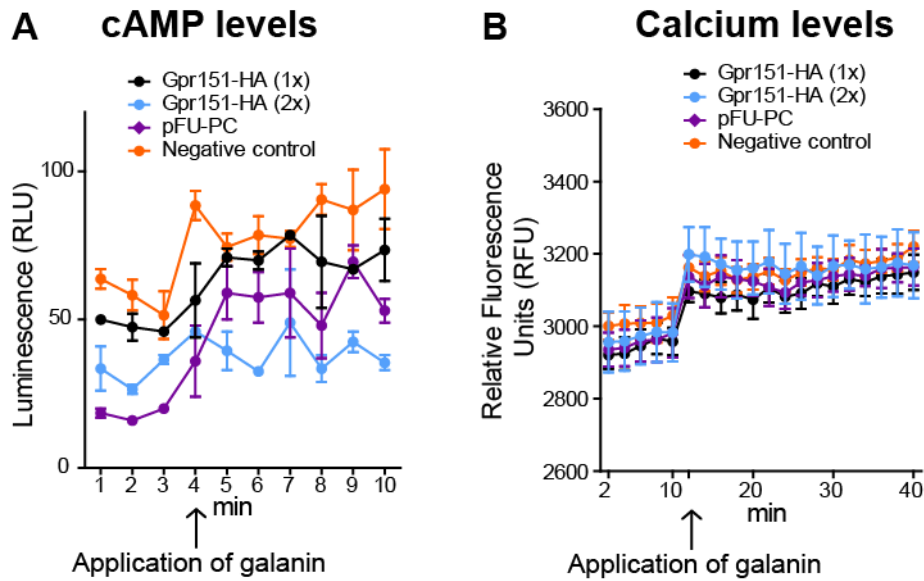 A cAMP levels
Gpr151-HA (1x)
Gpr151-HA (2x)
pFU-PC
Negative control
Luminescence (RLU)
100
50
0
1 2 3 4 5 6 7 8 9 10
min
Application of galanin
B Calcium levels
Gpr151-HA (1x)
Gpr151-HA (2x)
pFU-PC
Negative control
Relative Fluorescence
Units (RFU)
3600
3400
3200
3000
2800
2600
2 10 20 30 40
min
Application of galanin